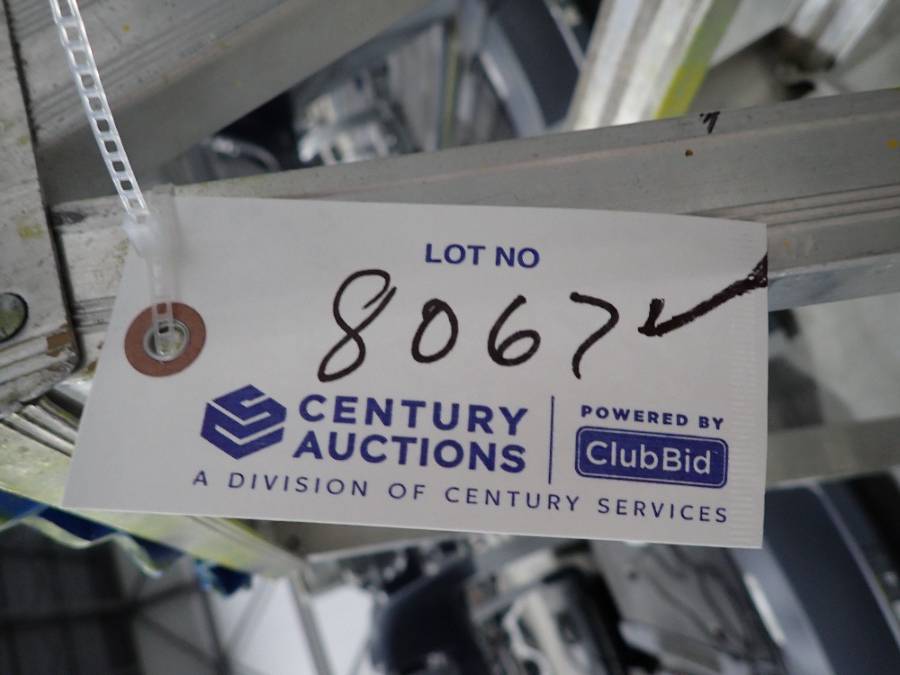 LOT NO
8067 ✓
CENTURY AUCTIONS
POWERED BY
ClubBid
A DIVISION OF CENTURY SERVICES